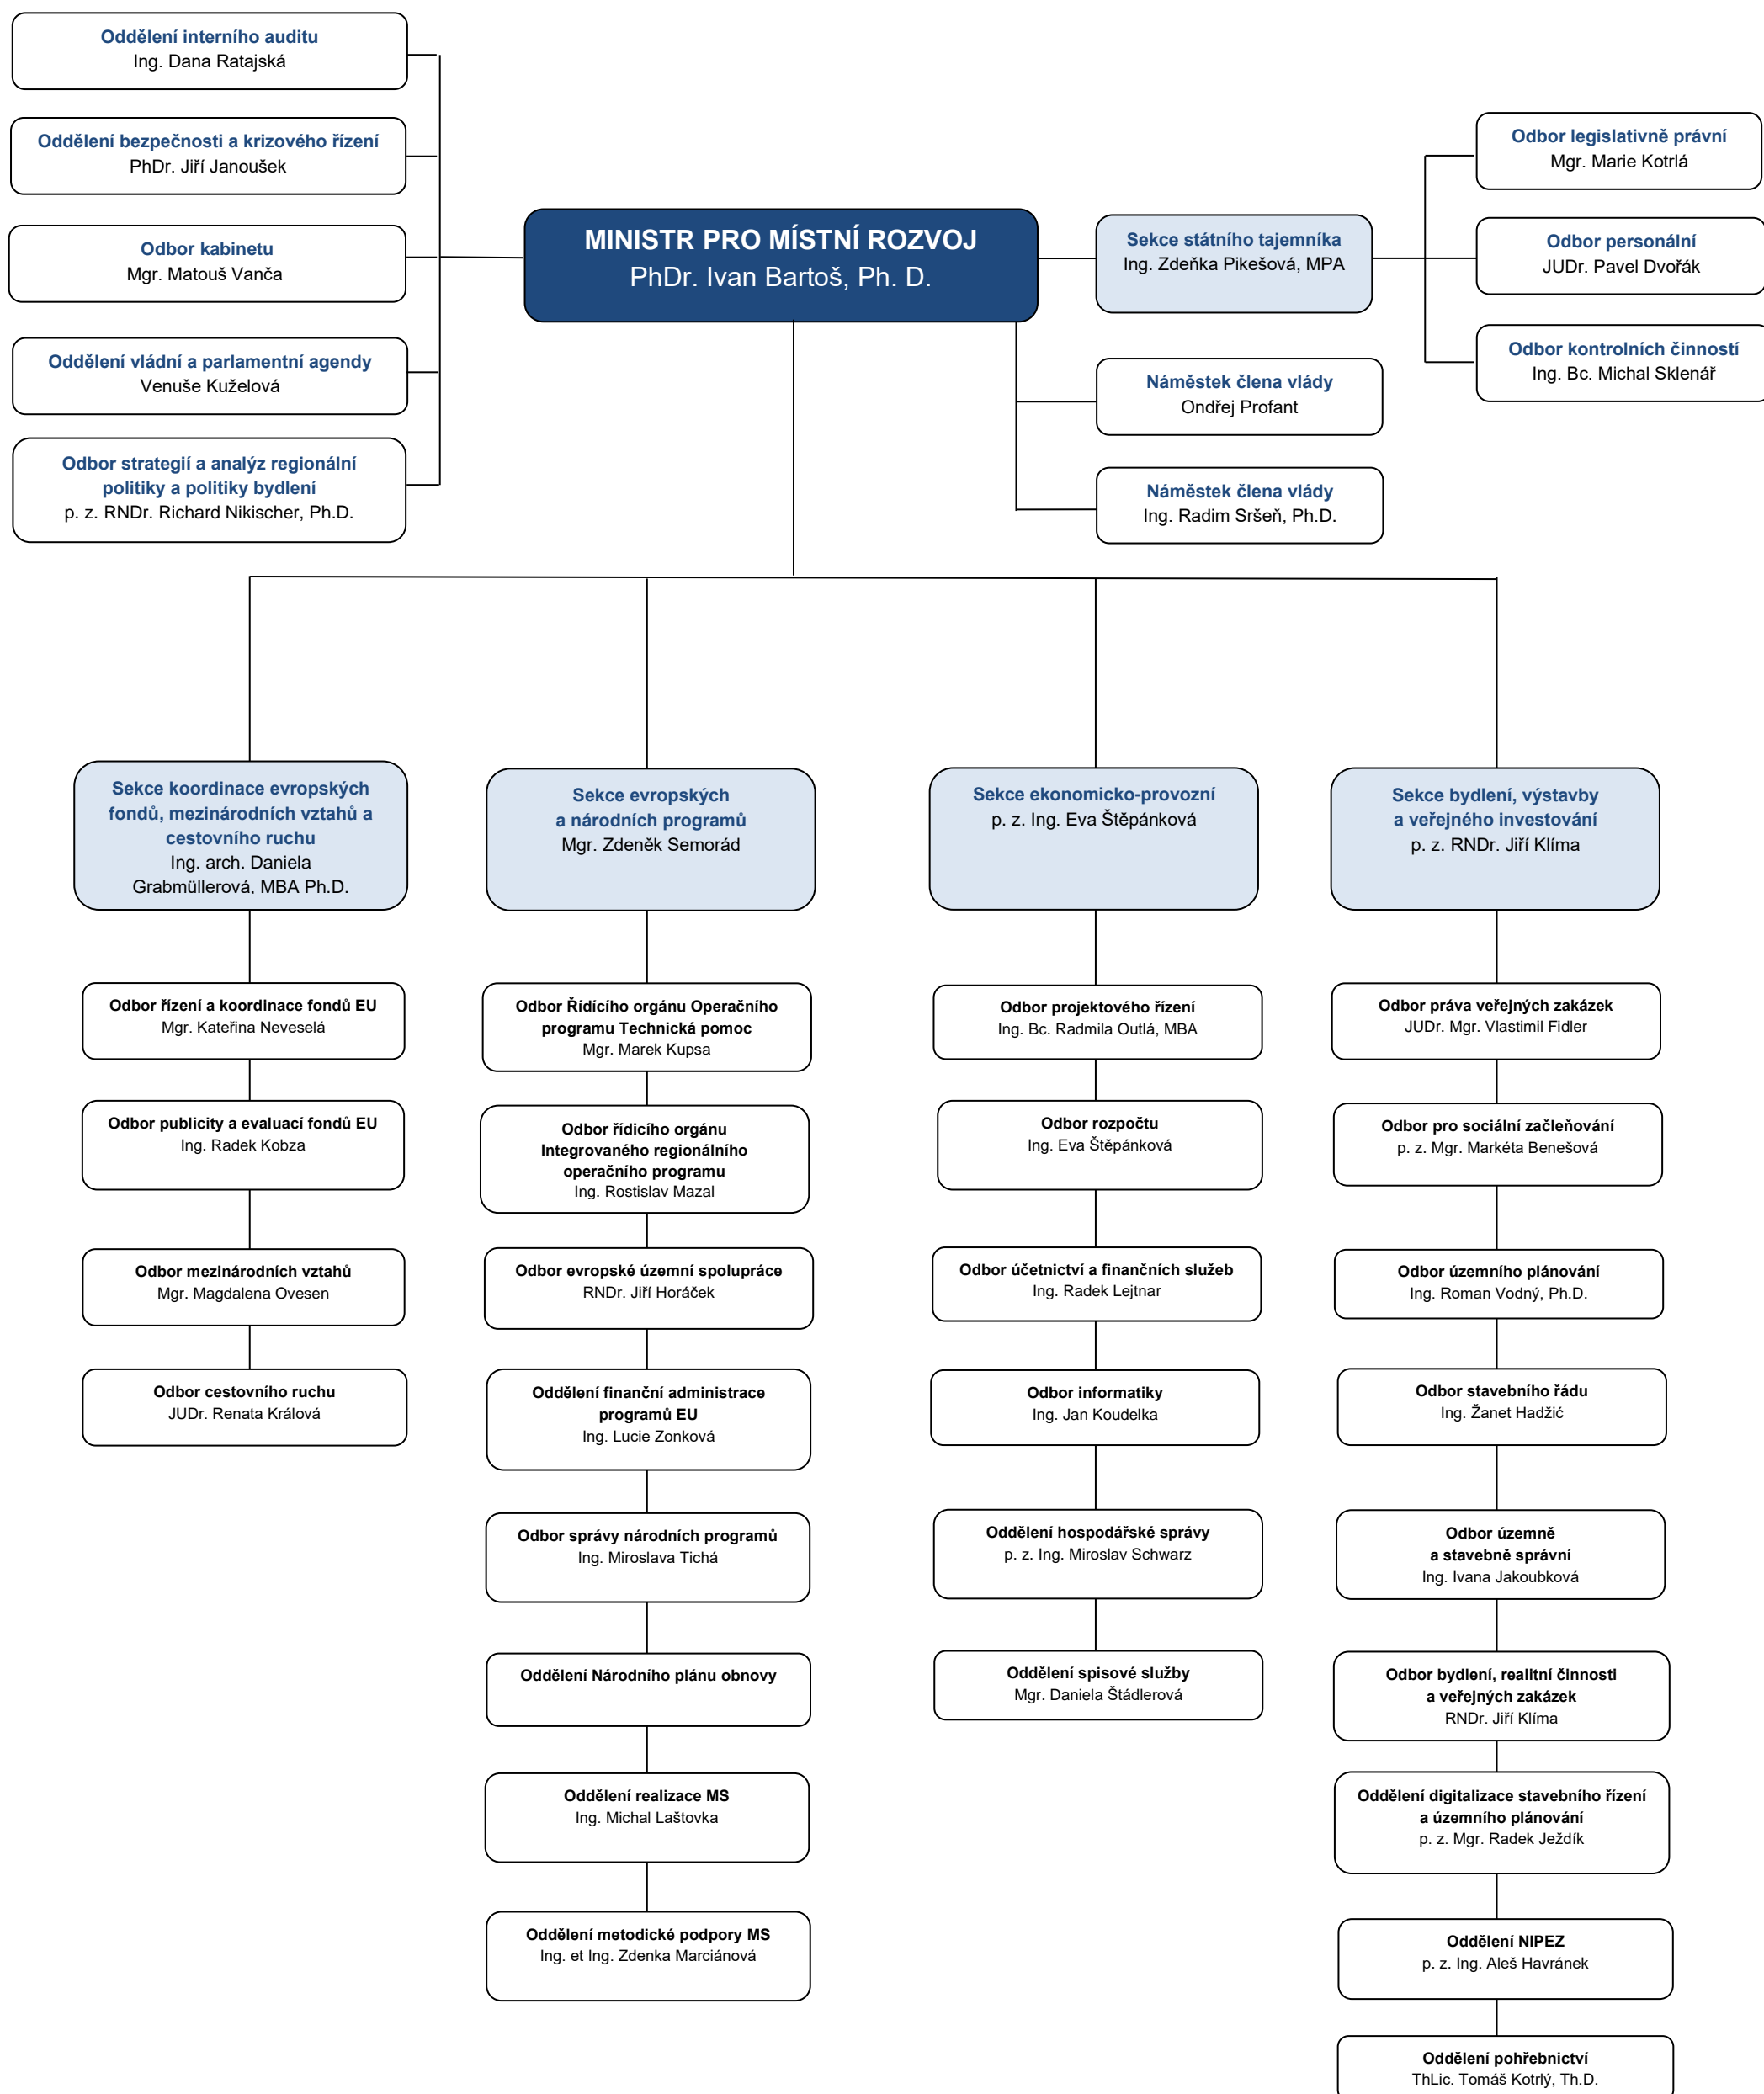 Oddělení interního auditu
Ing. Dana Ratajská
Oddělení bezpečnosti a krizového řízení
PhDr. Jiří Janoušek
Odbor kabinetu
Mgr. Matouš Vanča
Oddělení vládní a parlamentní agendy
Venuše Kuželová
Odbor strategií a analýz regionální
politiky a politiky bydlení
p. z. RNDr. Richard Nikischer, Ph.D.
MINISTR PRO MÍSTNÍ ROZVOJ
PhDr. Ivan Bartoš, Ph. D.
Sekce státního tajemníka
Ing. Zdeňka Pikešová, MPA
Odbor legislativně právní
Mgr. Marie Kotrlá
Odbor personální
JUDr. Pavel Dvořák
Odbor kontrolních činností
Ing. Bc. Michal Sklenář
Náměstek člena vlády
Ondřej Profant
Náměstek člena vlády
Ing. Radim Sršeň, Ph.D.
Sekce koordinace evropských
fondů, mezinárodních vztahů a
cestovního ruchu
Ing. arch. Daniela
Grabmüllerová, MBA Ph.D.
Odbor řízení a koordinace fondů EU
Mgr. Kateřina Neveselá
Odbor publicity a evaluací fondů EU
Ing. Radek Kobza
Odbor mezinárodních vztahů
Mgr. Magdalena Ovesen
Odbor cestovního ruchu
JUDr. Renata Králová
Sekce evropských
a národních programů
Mgr. Zdeněk Semorád
Odbor Řídícího orgánu Operačního
programu Technická pomoc
Mgr. Marek Kupsa
Odbor řídicího orgánu
Integrovaného regionálního
operačního programu
Ing. Rostislav Mazal
Odbor evropské územní spolupráce
RNDr. Jiří Horáček
Oddělení finanční administrace
programů EU
Ing. Lucie Zonková
Odbor správy národních programů
Ing. Miroslava Tichá
Oddělení Národního plánu obnovy
Oddělení realizace MS
Ing. Michal Laštovka
Oddělení metodické podpory MS
Ing. et Ing. Zdenka Marciánová
Sekce ekonomicko-provozní
p. z. Ing. Eva Štěpánková
Odbor projektového řízení
Ing. Bc. Radmila Outlá, MBA
Odbor rozpočtu
Ing. Eva Štěpánková
Odbor účetnictví a finančních služeb
Ing. Radek Lejtnar
Odbor informatiky
Ing. Jan Koudelka
Oddělení hospodářské správy
p. z. Ing. Miroslav Schwarz
Oddělení spisové služby
Mgr. Daniela Štádlerová
Sekce bydlení, výstavby
a veřejného investování
p. z. RNDr. Jiří Klíma
Odbor práva veřejných zakázek
JUDr. Mgr. Vlastimil Fidler
Odbor pro sociální začleňování
p. z. Mgr. Markéta Benešová
Odbor územního plánování
Ing. Roman Vodný, Ph.D.
Odbor stavebního řádu
Ing. Žanet Hadžić
Odbor územně
a stavebně správní
Ing. Ivana Jakoubková
Odbor bydlení, realitní činnosti
a veřejných zakázek
RNDr. Jiří Klíma
Oddělení digitalizace stavebního řízení
a územního plánování
p. z. Mgr. Radek Ježdík
Oddělení NIPEZ
p. z. Ing. Aleš Havránek
Oddělení pohřebnictví
ThLic. Tomáš Kotrlý, Th.D.